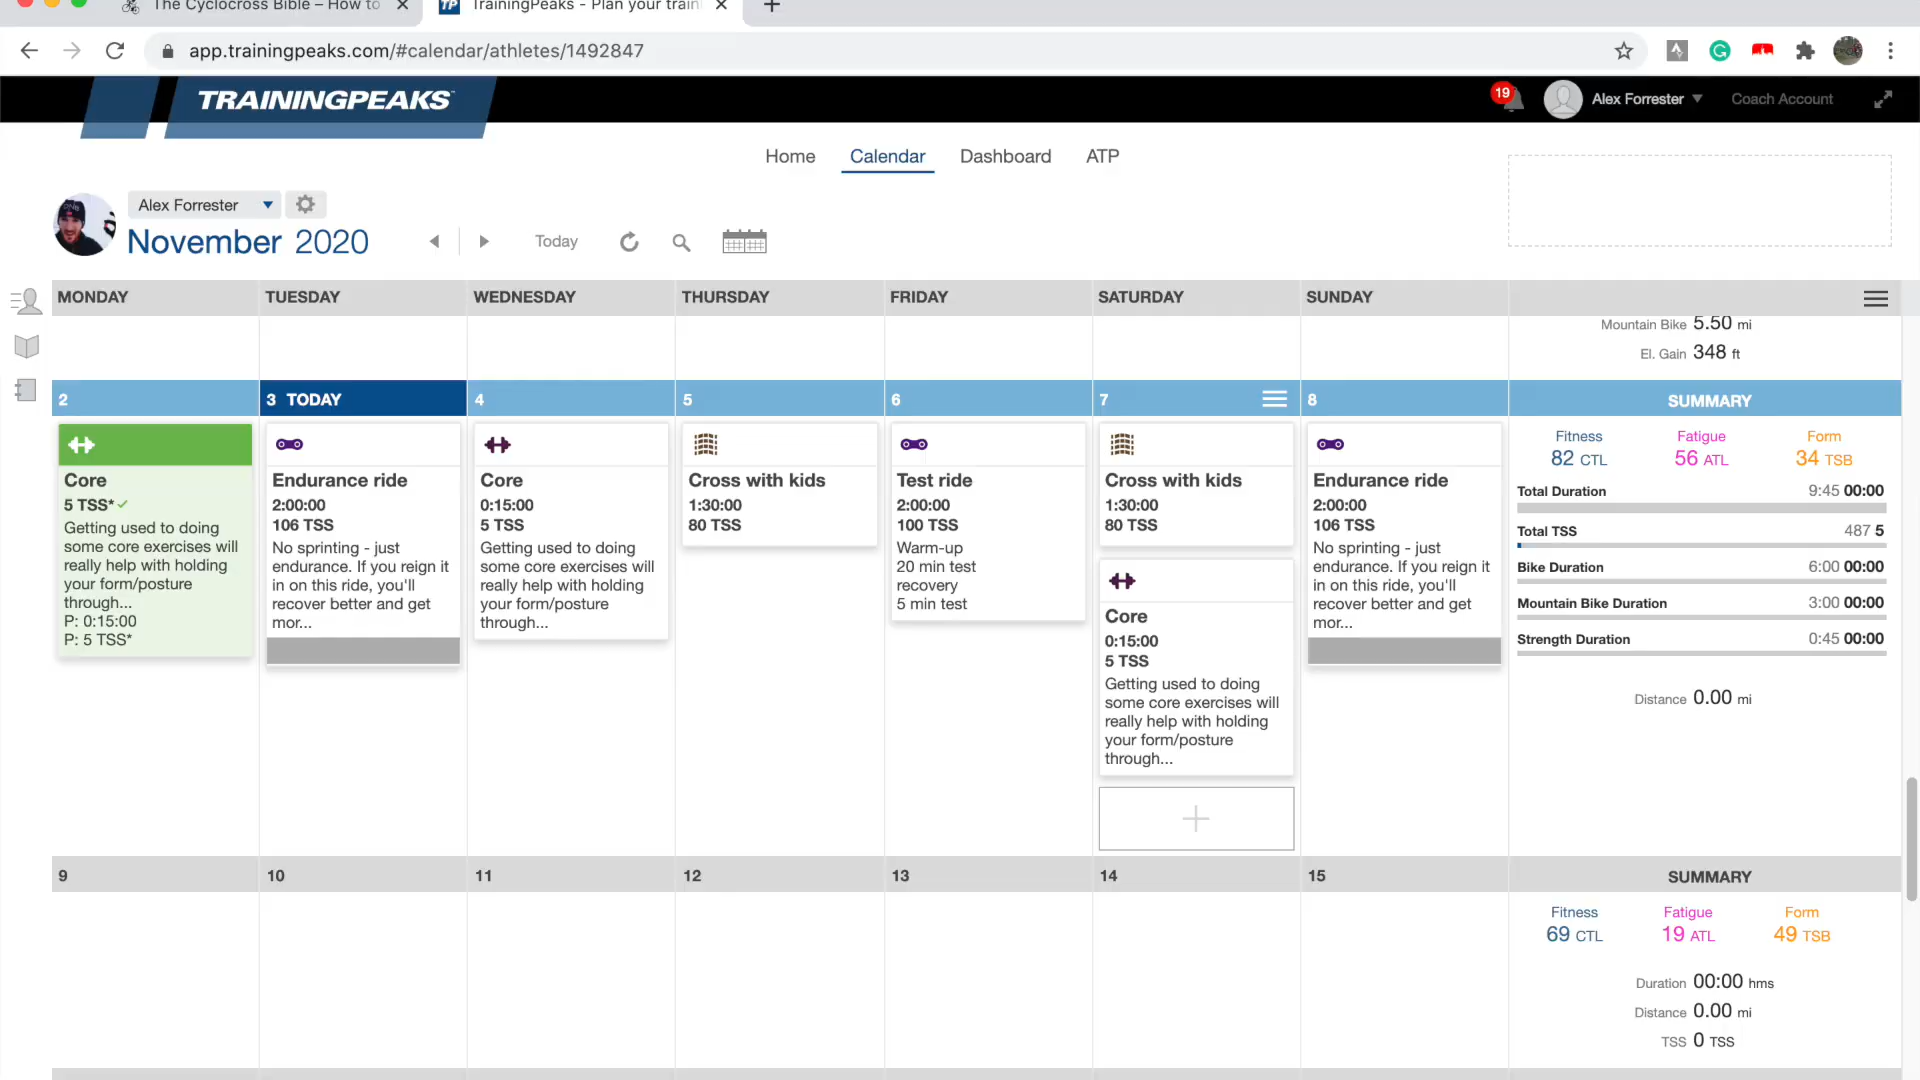 The Cyclocross Bible – How to
TP TrainingPeaks - Plan your train
app.trainingpeaks.com/#calendar/athletes/1492847
TRAININGPEAKS
19
Alex Forrester
Coach Account
Home
Calendar
Dashboard
ATP
Alex Forrester
November 2020
Today
MONDAY
TUESDAY
WEDNESDAY
THURSDAY
FRIDAY
SATURDAY
SUNDAY
Mountain Bike 5.50 mi
El. Gain 348 ft
2
3 TODAY
4
5
6
7
8
SUMMARY
Core
5 TSS*
Getting used to doing
some core exercises will
really help with holding
your form/posture
through...
P: 0:15:00
P: 5 TSS*
Endurance ride
2:00:00
106 TSS
No sprinting - just
endurance. If you reign it
in on this ride, you'll
recover better and get
mor...
Core
0:15:00
5 TSS
Getting used to doing
some core exercises will
really help with holding
your form/posture
through...
Cross with kids
1:30:00
80 TSS
Test ride
2:00:00
100 TSS
Warm-up
20 min test
recovery
5 min test
Cross with kids
1:30:00
80 TSS
Core
0:15:00
5 TSS
Getting used to doing
some core exercises will
really help with holding
your form/posture
through...
Endurance ride
2:00:00
106 TSS
No sprinting - just
endurance. If you reign it
in on this ride, you'll
recover better and get
mor...
Fitness
82 CTL
Fatigue
56 ATL
Form
34 TSB
Total Duration 9:45 00:00
Total TSS 487 5
Bike Duration 6:00 00:00
Mountain Bike Duration 3:00 00:00
Strength Duration 0:45 00:00
Distance 0.00 mi
9
10
11
12
13
14
15
SUMMARY
Fitness
69 CTL
Fatigue
19 ATL
Form
49 TSB
Duration 00:00 hms
Distance 0.00 mi
TSS 0 TSS